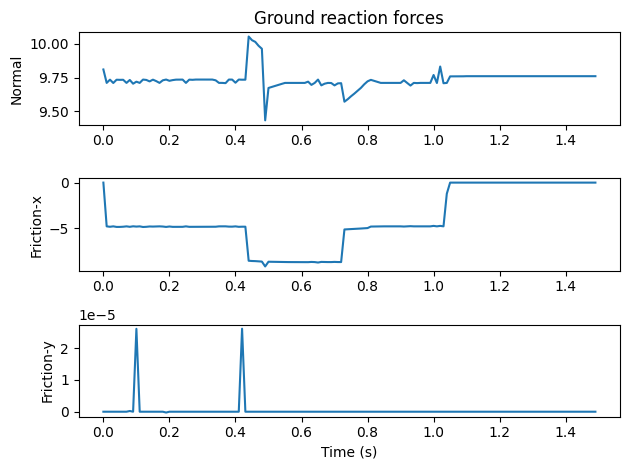 Ground reaction forces
Normal
10.00
9.75
9.50
0.0 0.2 0.4 0.6 0.8 1.0 1.2 1.4
Friction-x
0
−5
0.0 0.2 0.4 0.6 0.8 1.0 1.2 1.4
1e−5
Friction-y
2
1
0
0.0 0.2 0.4 0.6 0.8 1.0 1.2 1.4
Time (s)